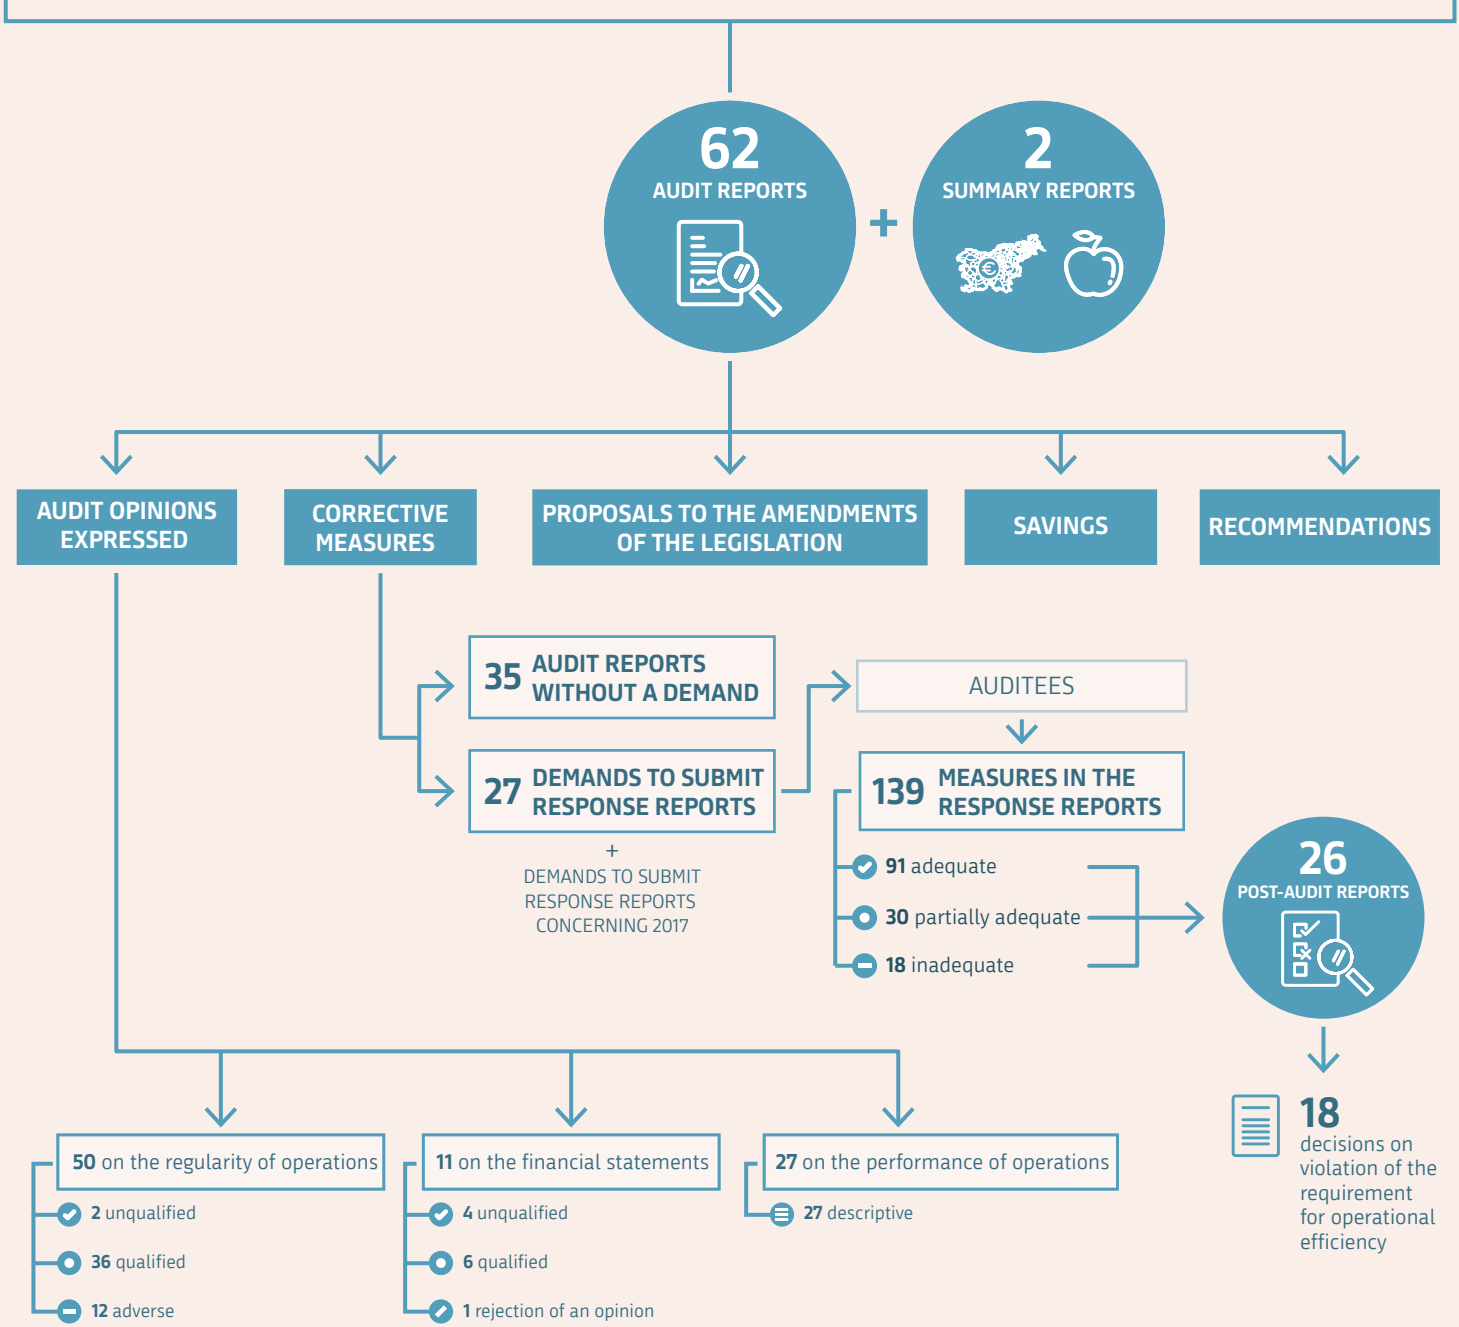 62
AUDIT REPORTS
+
2
SUMMARY REPORTS
€
AUDIT OPINIONS
EXPRESSED
CORRECTIVE
MEASURES
PROPOSALS TO THE AMENDMENTS
OF THE LEGISLATION
SAVINGS
RECOMMENDATIONS
35 AUDIT REPORTS
WITHOUT A DEMAND
27 DEMANDS TO SUBMIT
RESPONSE REPORTS
+
DEMANDS TO SUBMIT
RESPONSE REPORTS
CONCERNING 2017
AUDITEES
139 MEASURES IN THE
RESPONSE REPORTS
91 adequate
30 partially adequate
18 inadequate
26
POST-AUDIT REPORTS
18
decisions on
violation of the
requirement
for operational
efficiency
50 on the regularity of operations
2 unqualified
36 qualified
12 adverse
11 on the financial statements
4 unqualified
6 qualified
1 rejection of an opinion
27 on the performance of operations
27 descriptive